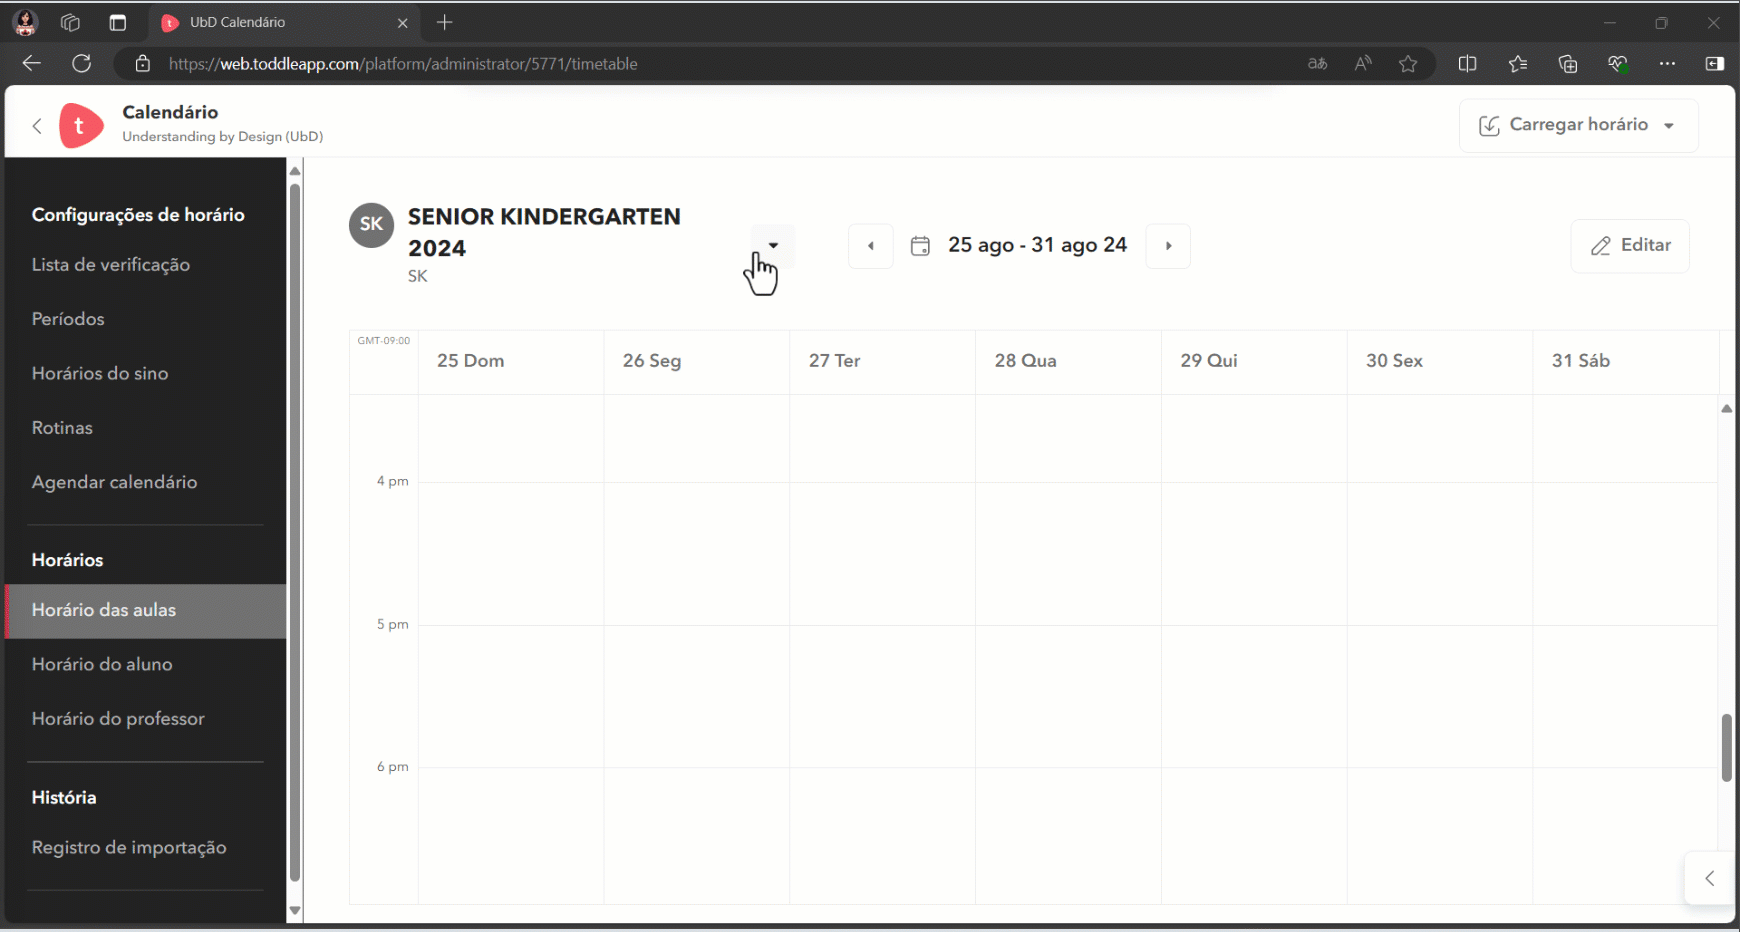 UbD Calendário
https://web.toddleapp.com/platform/administrator/5771/timetable
t
Calendário
Understanding by Design (UbD)
Carregar horário
Configurações de horário
Lista de verificação
Períodos
Horários do sino
Rotinas
Agendar calendário
Horários
Horário das aulas
Horário do aluno
Horário do professor
História
Registro de importação
SK
SENIOR KINDERGARTEN
2024
SK
25 ago - 31 ago 24
Editar
GMT-09:00
25 Dom
26 Seg
27 Ter
28 Qua
29 Qui
30 Sex
31 Sáb
4 pm
5 pm
6 pm